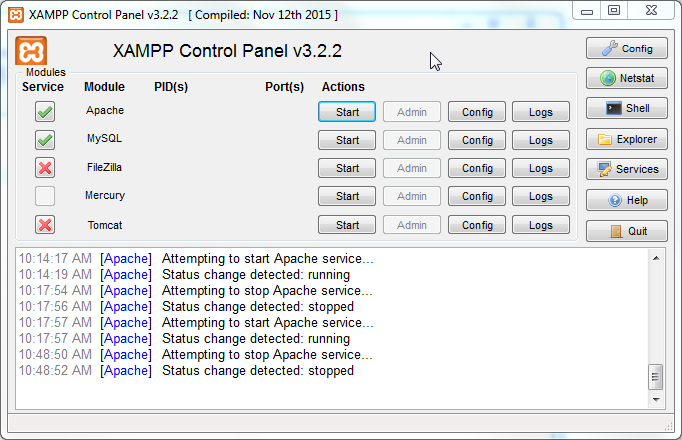 XAMPP Control Panel v3.2.2 [ Compiled: Nov 12th 2015 ]
XAMPP Control Panel v3.2.2
Config
Modules
Service Module PID(s) Port(s) Actions
Netstat
Apache Start Admin Config Logs
Shell
MySQL Start Admin Config Logs
Explorer
FileZilla Start Admin Config Logs
Services
Mercury Start Admin Config Logs
Help
Tomcat Start Admin Config Logs
Quit
10:14:17 AM [Apache] Attempting to start Apache service...
10:14:19 AM [Apache] Status change detected: running
10:17:54 AM [Apache] Attempting to stop Apache service...
10:17:56 AM [Apache] Status change detected: stopped
10:17:57 AM [Apache] Attempting to start Apache service...
10:17:57 AM [Apache] Status change detected: running
10:48:50 AM [Apache] Attempting to stop Apache service...
10:48:52 AM [Apache] Status change detected: stopped